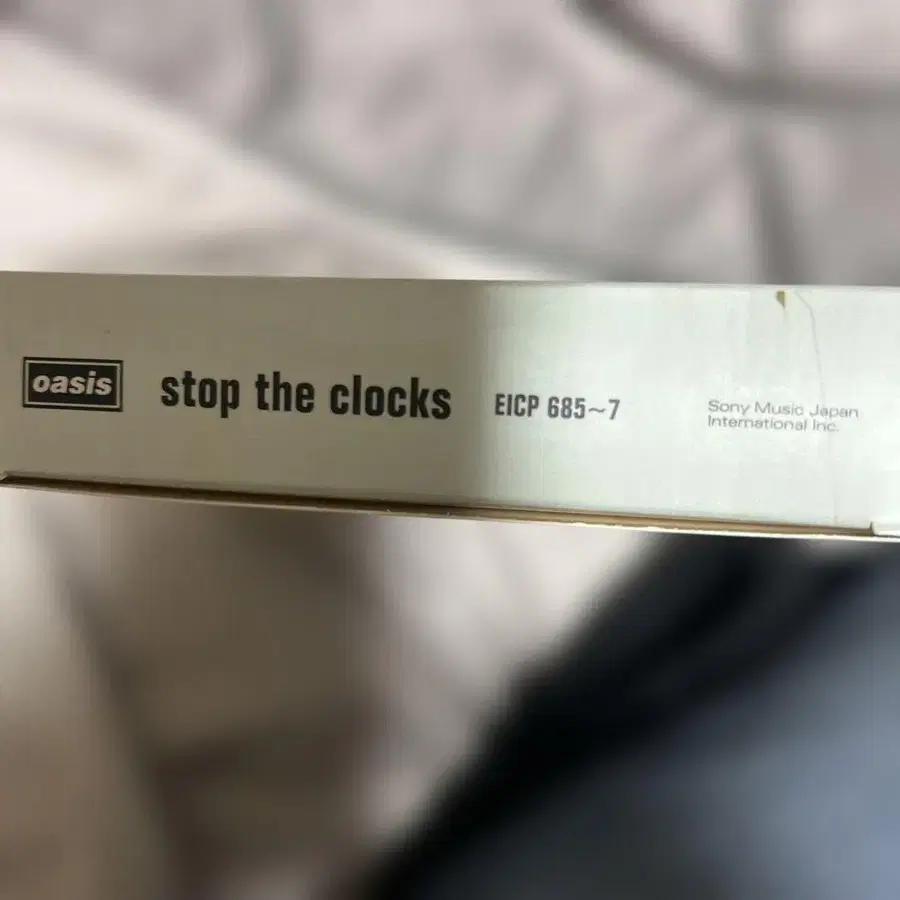 oasis stop the clocks EICP 685~7
Sony Music Japan
International Inc.